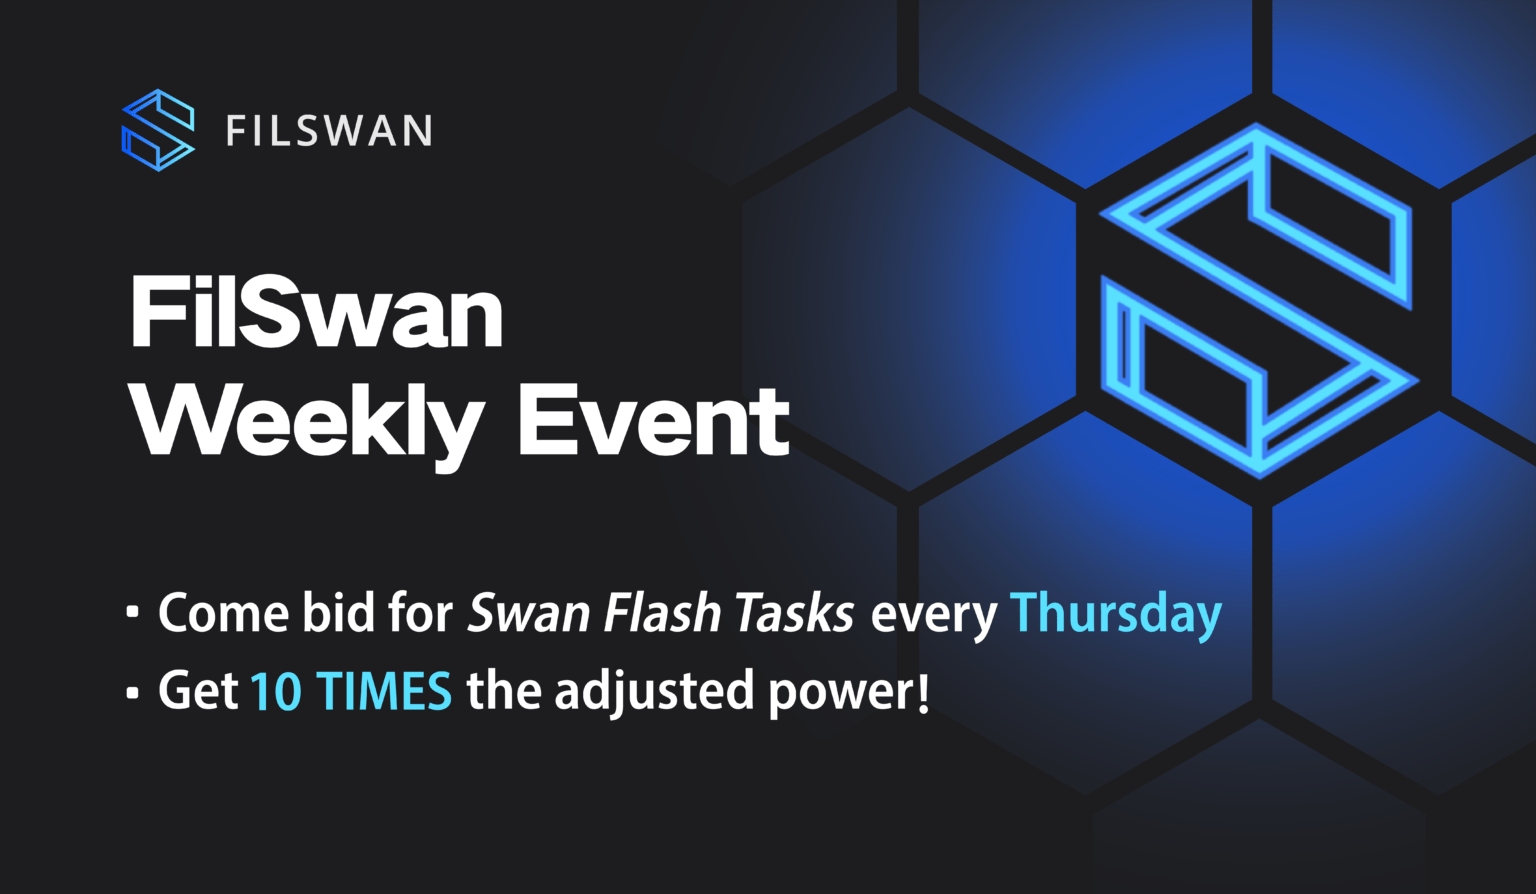 FILSWAN
FilSwan
Weekly Event
▪ Come bid for Swan Flash Tasks every Thursday
▪ Get 10 TIMES the adjusted power!